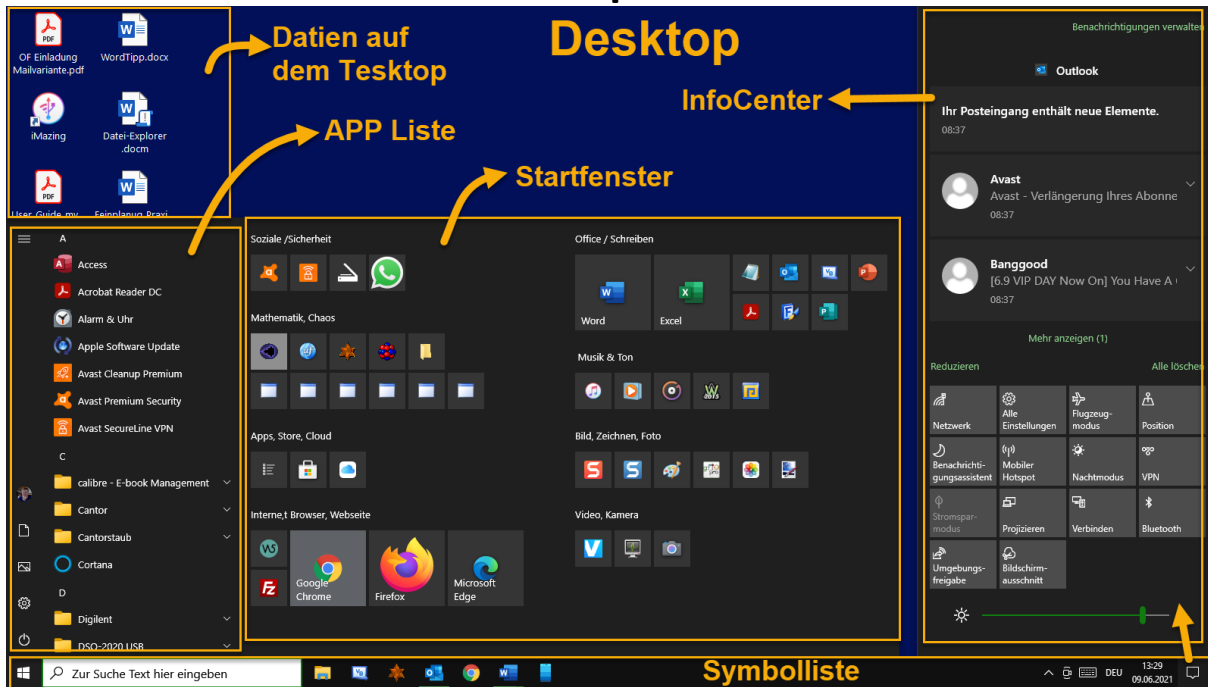 Desktop
Datien auf
dem Tesktop
InfoCenter
APP Liste
Startfenster
PDF
OF Einladung
Mailvariante.pdf
WordTipp.docx
iMazing
Datei-Explorer
.docm
PDF
A
Access
Acrobat Reader DC
Alarm & Uhr
Apple Software Update
Avast Cleanup Premium
Avast Premium Security
Avast SecureLine VPN
C
calibre - E-book Management
Cantor
Cantorstaub
Cortana
D
Digilent
DSO-2020 USB
Soziale /Sicherheit
Mathematik, Chaos
Apps, Store, Cloud
Interne,t Browser, Webseite
Google
Chrome
Firefox
Microsoft
Edge
Office / Schreiben
Word
Excel
Musik & Ton
Bild, Zeichnen, Foto
Video, Kamera
Benachrichtigungen verwalten
Outlook
Ihr Posteingang enthält neue Elemente.
08:37
Avast
Avast - Verlängerung Ihres Abonne
08:37
Banggood
[6.9 VIP DAY Now On] You Have A
08:37
Mehr anzeigen (1)
Reduzieren
Alle löschen
Netzwerk
Alle
Einstellungen
Flugzeug-
modus
Position
Benachrichti-
gungsassistent
Mobiler
Hotspot
Nachtmodus
VPN
Stromspar-
modus
Projizieren
Verbinden
Bluetooth
Umgebungs-
freigabe
Bildschirm-
ausschnitt
Zur Suche Text hier eingeben
Symbolliste
DEU
13:29
09.06.2021